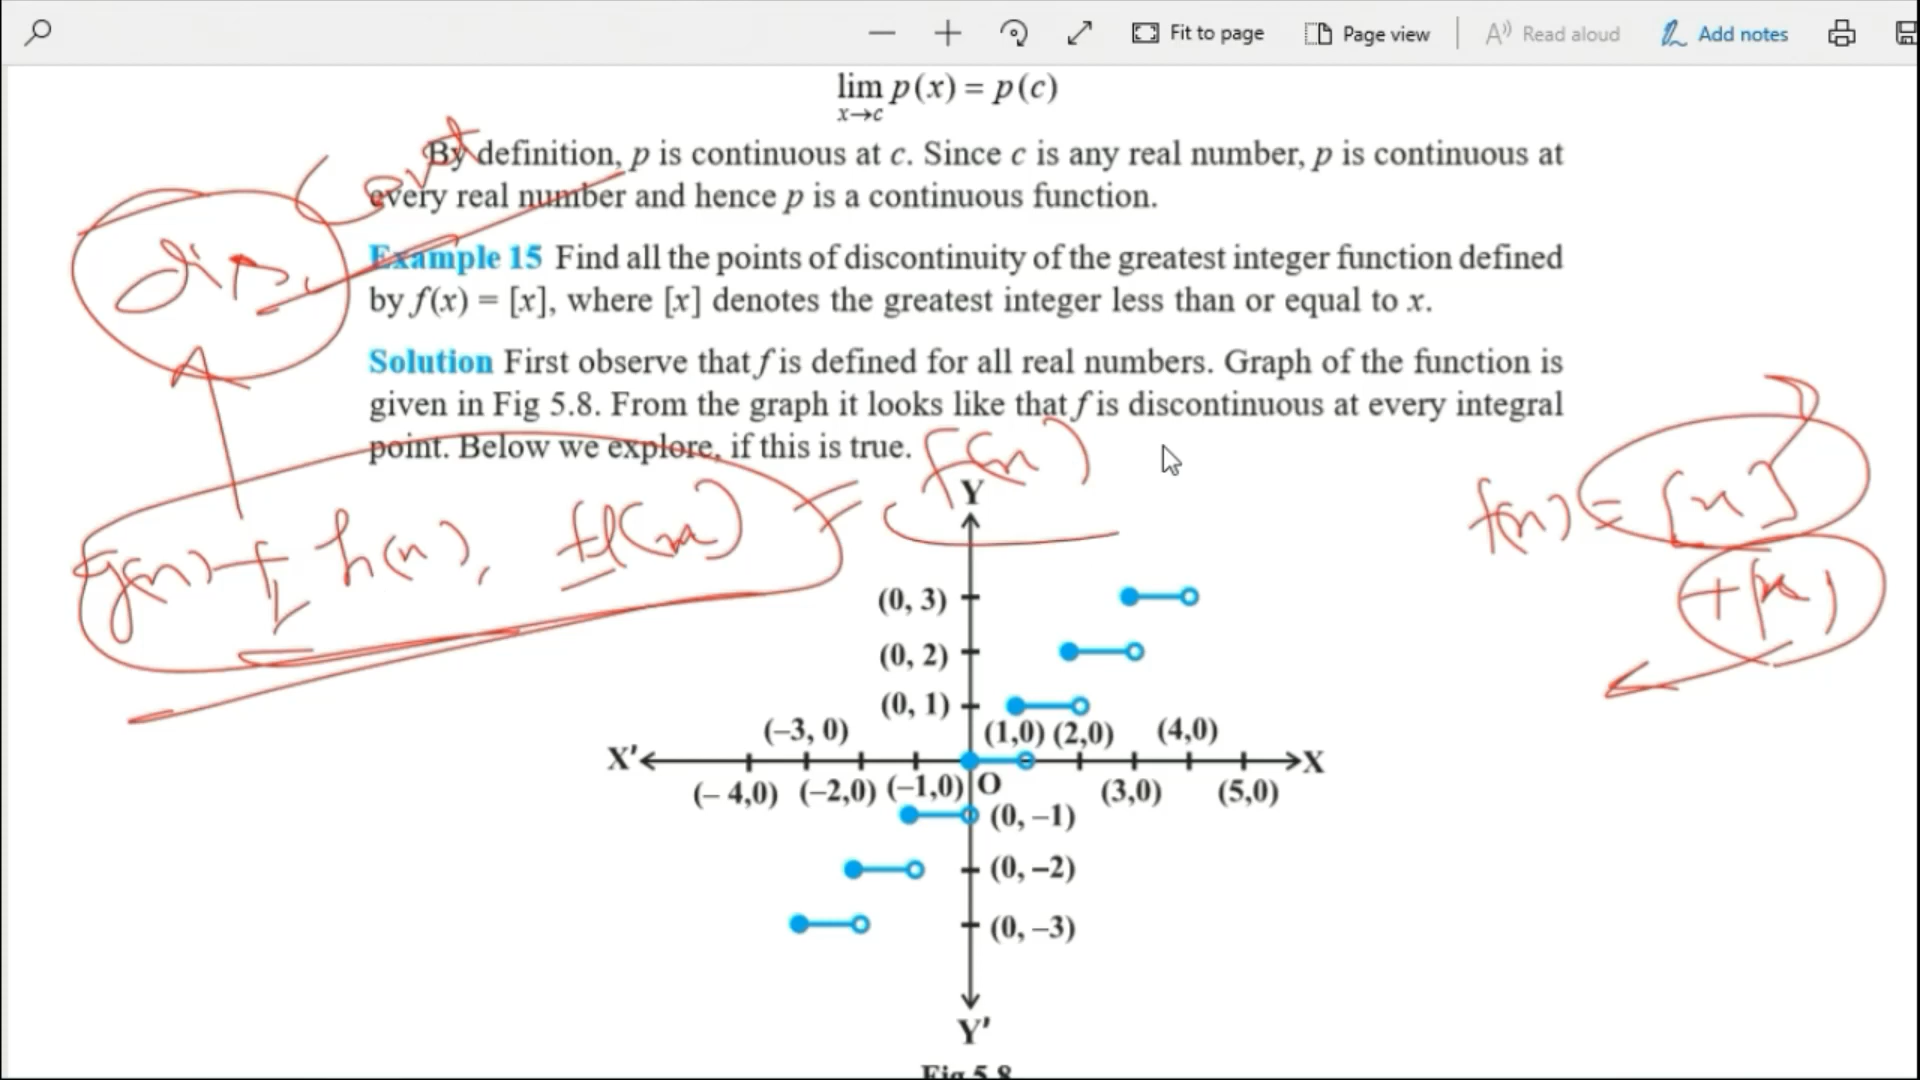 Fit to page Page view Read aloud Add notes
lim p(x) = p(c)
x→c
By definition, p is continuous at c. Since c is any real number, p is continuous at
every real number and hence p is a continuous function.
Example 15 Find all the points of discontinuity of the greatest integer function defined
by f(x) = [x], where [x] denotes the greatest integer less than or equal to x.
Solution First observe that f is defined for all real numbers. Graph of the function is
given in Fig 5.8. From the graph it looks like that f is discontinuous at every integral
point. Below we explore, if this is true.
Y
(0, 3)
(0, 2)
(0, 1)
(–3, 0) (1,0) (2,0) (4,0)
X′ X
(– 4,0) (–2,0) (–1,0) O (3,0) (5,0)
(0, –1)
(0, –2)
(0, –3)
Y′
Fig 5.8